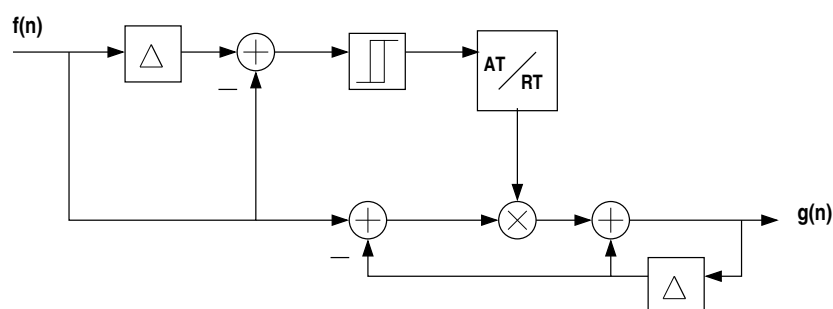 f(n)
Δ
+
−
AT
/
RT
+
−
×
+
g(n)
Δ